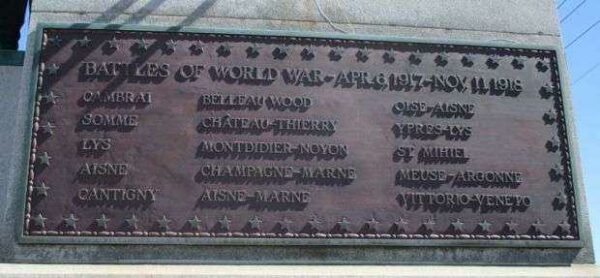 BATTLES OF WORLD WAR-APR. 6 1917-NOV. 11. 1918
CAMBRAI BELLEAU WOOD OISE-AISNE
SOMME CHÂTEAU-THIERRY YPRES-LYS
LYS MONTDIDIER-NOYON ST MIHIEL
AISNE CHAMPAGNE-MARNE MEUSE-ARGONNE
CANTIGNY AISNE-MARNE VITTORIO-VENETO